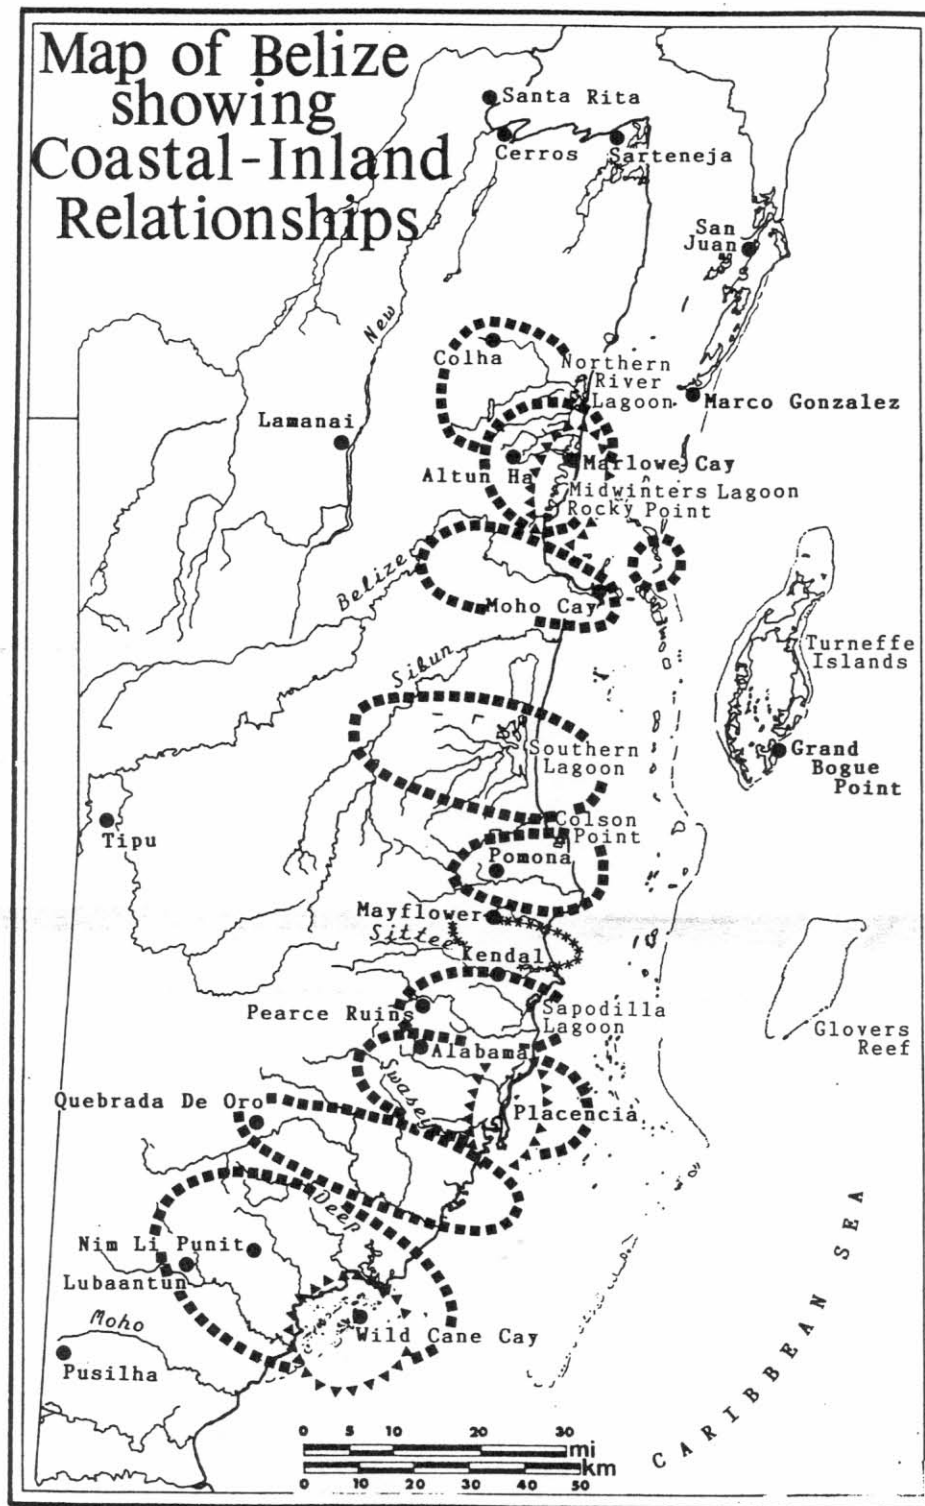 Map of Belize
showing
Coastal-Inland
Relationships
Santa Rita
Cerros
Sarteneja
San
Juan
New
Colha
Northern
River
Lagoon
Marco Gonzalez
Lamanai
Altun Ha
Marlowe Cay
Midwinters Lagoon
Rocky Point
Belize
Moho Cay
Turneffe
Islands
Sibun
Southern
Lagoon
Grand
Bogue
Point
Tipu
Colson
Point
Pomona
Mayflower
Sittee
Kendal
Pearce Ruins
Sapodilla
Lagoon
Glovers
Reef
Alabama
Swasey
Quebrada De Oro
Placencia
Deep
Nim Li Punit
Lubaantun
Moho
Wild Cane Cay
Pusilha
CARIBBEAN SEA
0 5 10 20 30
mi
km
0 10 20 30 40 50